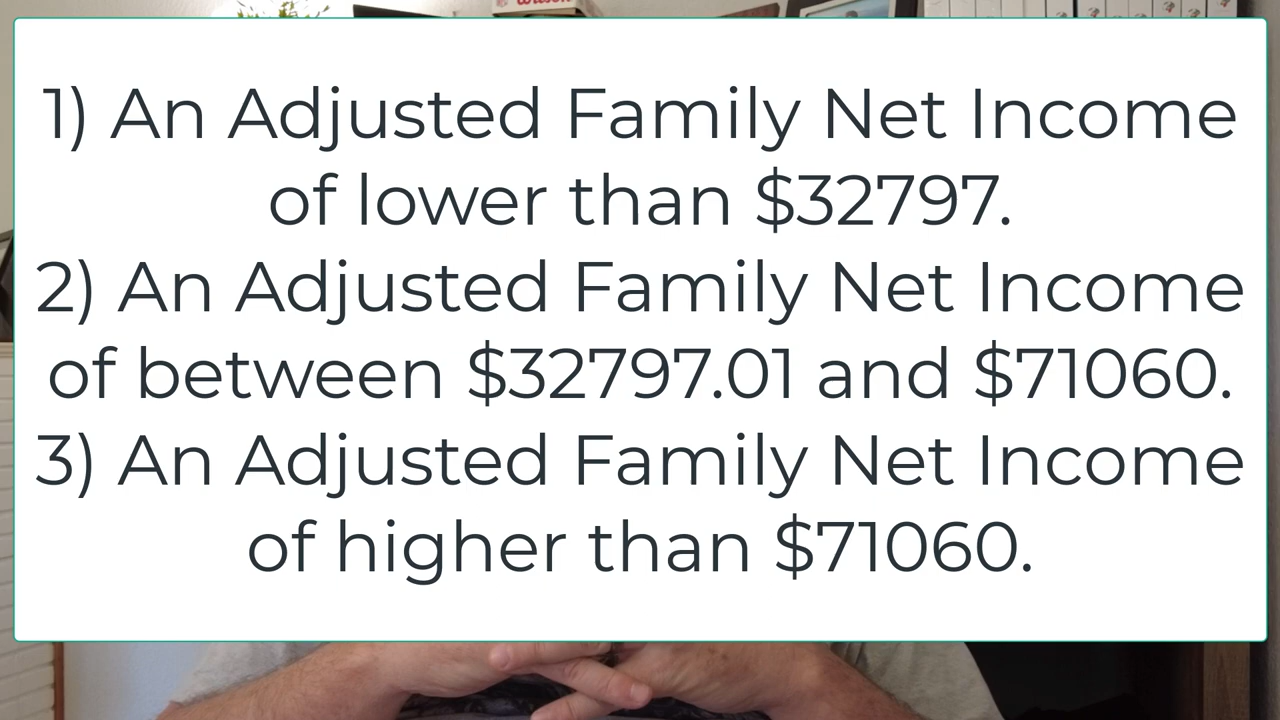 Wilson
1) An Adjusted Family Net Income
of lower than $32797.
2) An Adjusted Family Net Income
of between $32797.01 and $71060.
3) An Adjusted Family Net Income
of higher than $71060.